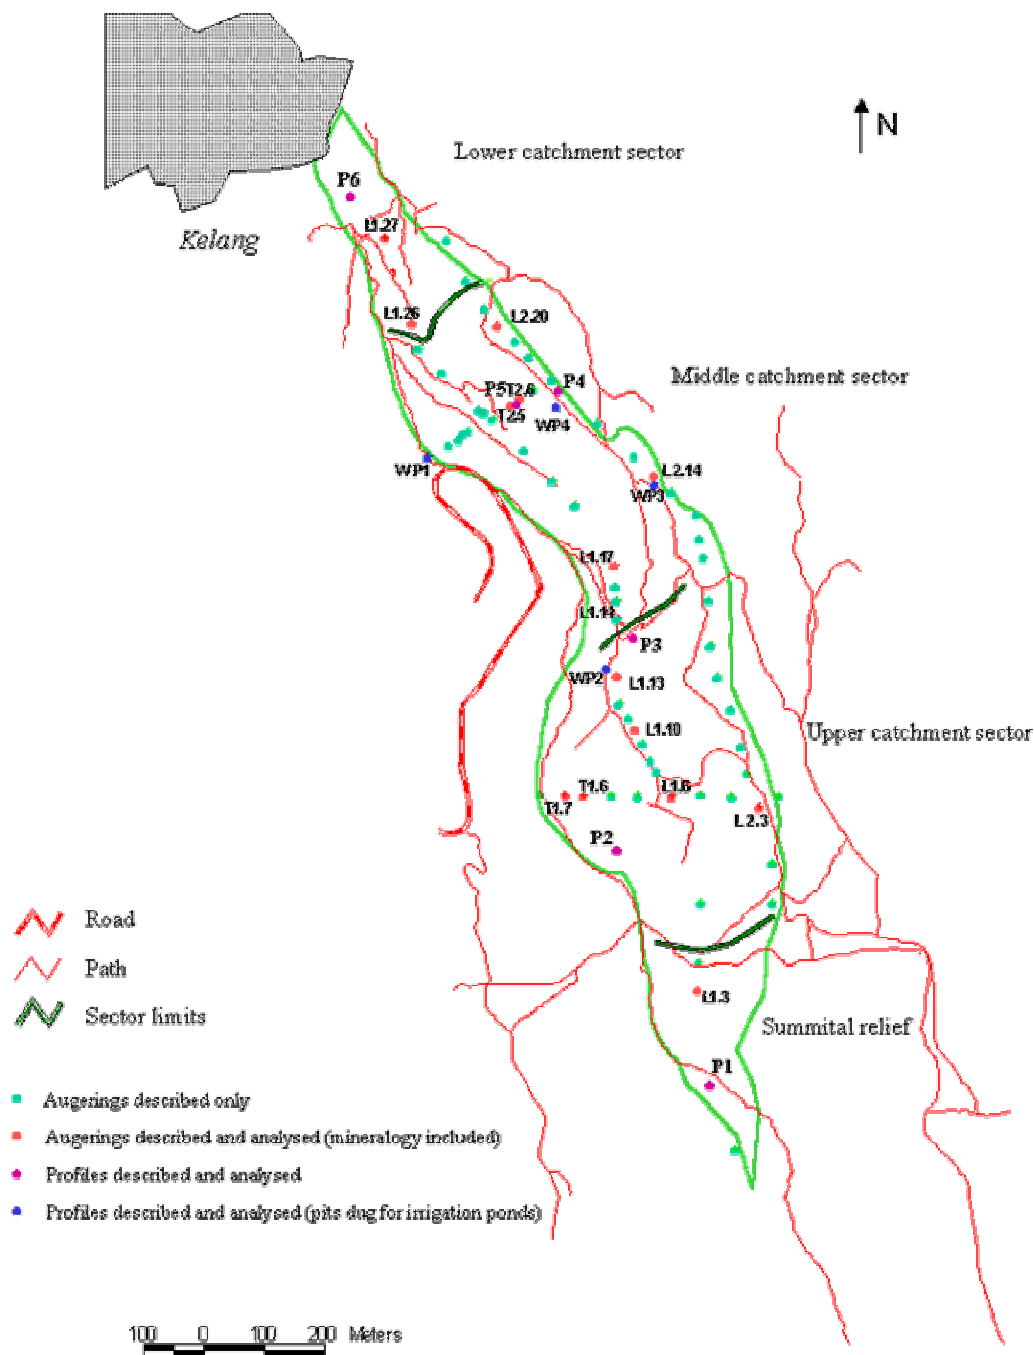 N
Lower catchment sector
P6
L1.27
Kelang
L1.26
L2.20
Middle catchment sector
P4
P5
T2.6
T2.5
WP4
WP1
L2.14
WP3
L1.17
L1.14
P3
WP2
L1.13
L1.10
Upper catchment sector
T1.6
L1.6
T1.7
L2.3
P2
Road
Path
L1.3
Sector limits
Summital relief
P1
Augerings described only
Augerings described and analysed (mineralogy included)
Profiles described and analysed
Profiles described and analysed (pits dug for irrigation ponds)
100 0 100 200 Meters